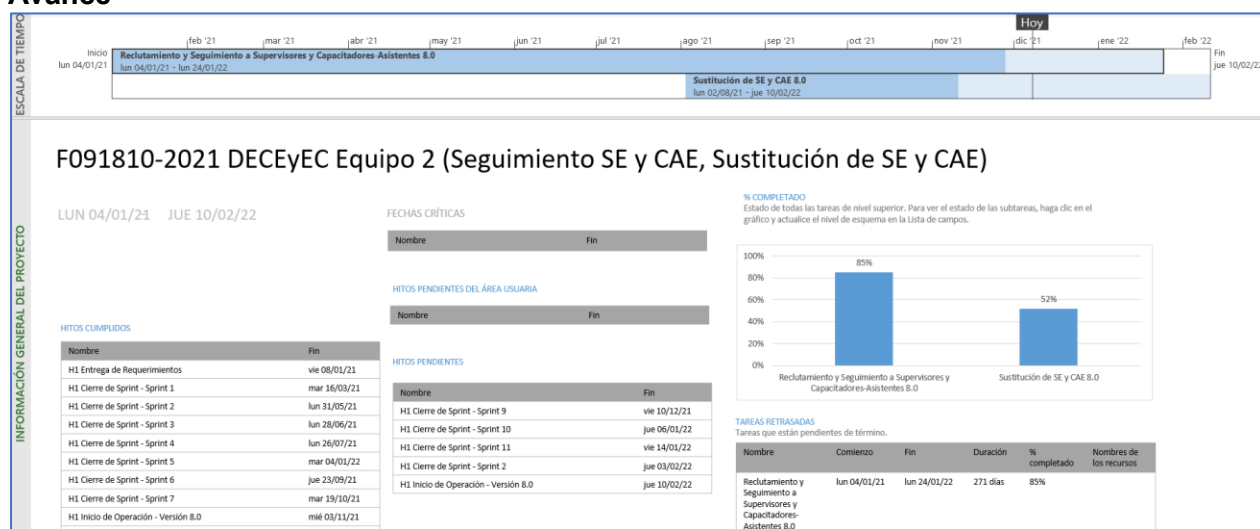 Avance
ESCALA DE TIEMPO
Hoy
feb '21 mar '21 abr '21 may '21 jun '21 jul '21 ago '21 sep '21 oct '21 nov '21 dic '21 ene '22 feb '22
Inicio
lun 04/01/21
Reclutamiento y Seguimiento a Supervisores y Capacitadores-Asistentes 8.0
lun 04/01/21 - lun 24/01/22
Fin
jue 10/02/22
Sustitución de SE y CAE 8.0
lun 02/08/21 - jue 10/02/22
INFORMACIÓN GENERAL DEL PROYECTO
F091810-2021 DECEyEC Equipo 2 (Seguimiento SE y CAE, Sustitución de SE y CAE)
LUN 04/01/21 JUE 10/02/22
HITOS CUMPLIDOS
Nombre Fin
H1 Entrega de Requerimientos vie 08/01/21
H1 Cierre de Sprint - Sprint 1 mar 16/03/21
H1 Cierre de Sprint - Sprint 2 lun 31/05/21
H1 Cierre de Sprint - Sprint 3 lun 28/06/21
H1 Cierre de Sprint - Sprint 4 lun 26/07/21
H1 Cierre de Sprint - Sprint 5 mar 04/01/22
H1 Cierre de Sprint - Sprint 6 jue 23/09/21
H1 Cierre de Sprint - Sprint 7 mar 19/10/21
H1 Inicio de Operación - Versión 8.0 mié 03/11/21
FECHAS CRÍTICAS
Nombre Fin
HITOS PENDIENTES DEL ÁREA USUARIA
Nombre Fin
HITOS PENDIENTES
Nombre Fin
H1 Cierre de Sprint - Sprint 9 vie 10/12/21
H1 Cierre de Sprint - Sprint 10 jue 06/01/22
H1 Cierre de Sprint - Sprint 11 vie 14/01/22
H1 Cierre de Sprint - Sprint 2 jue 03/02/22
H1 Inicio de Operación - Versión 8.0 jue 10/02/22
% COMPLETADO
Estado de todas las tareas de nivel superior. Para ver el estado de las subtareas, haga clic en el
gráfico y actualice el nivel de esquema en la Lista de campos.
100%
80%
60%
40%
20%
0%
85%
52%
Reclutamiento y Seguimiento a Supervisores y
Capacitadores-Asistentes 8.0
Sustitución de SE y CAE 8.0
TAREAS RETRASADAS
Tareas que están pendientes de término.
Nombre Comienzo Fin Duración % completado Nombres de los recursos
Reclutamiento y lun 04/01/21 lun 24/01/22 271 días 85%
Seguimiento a
Supervisores y
Capacitadores-
Asistentes 8.0